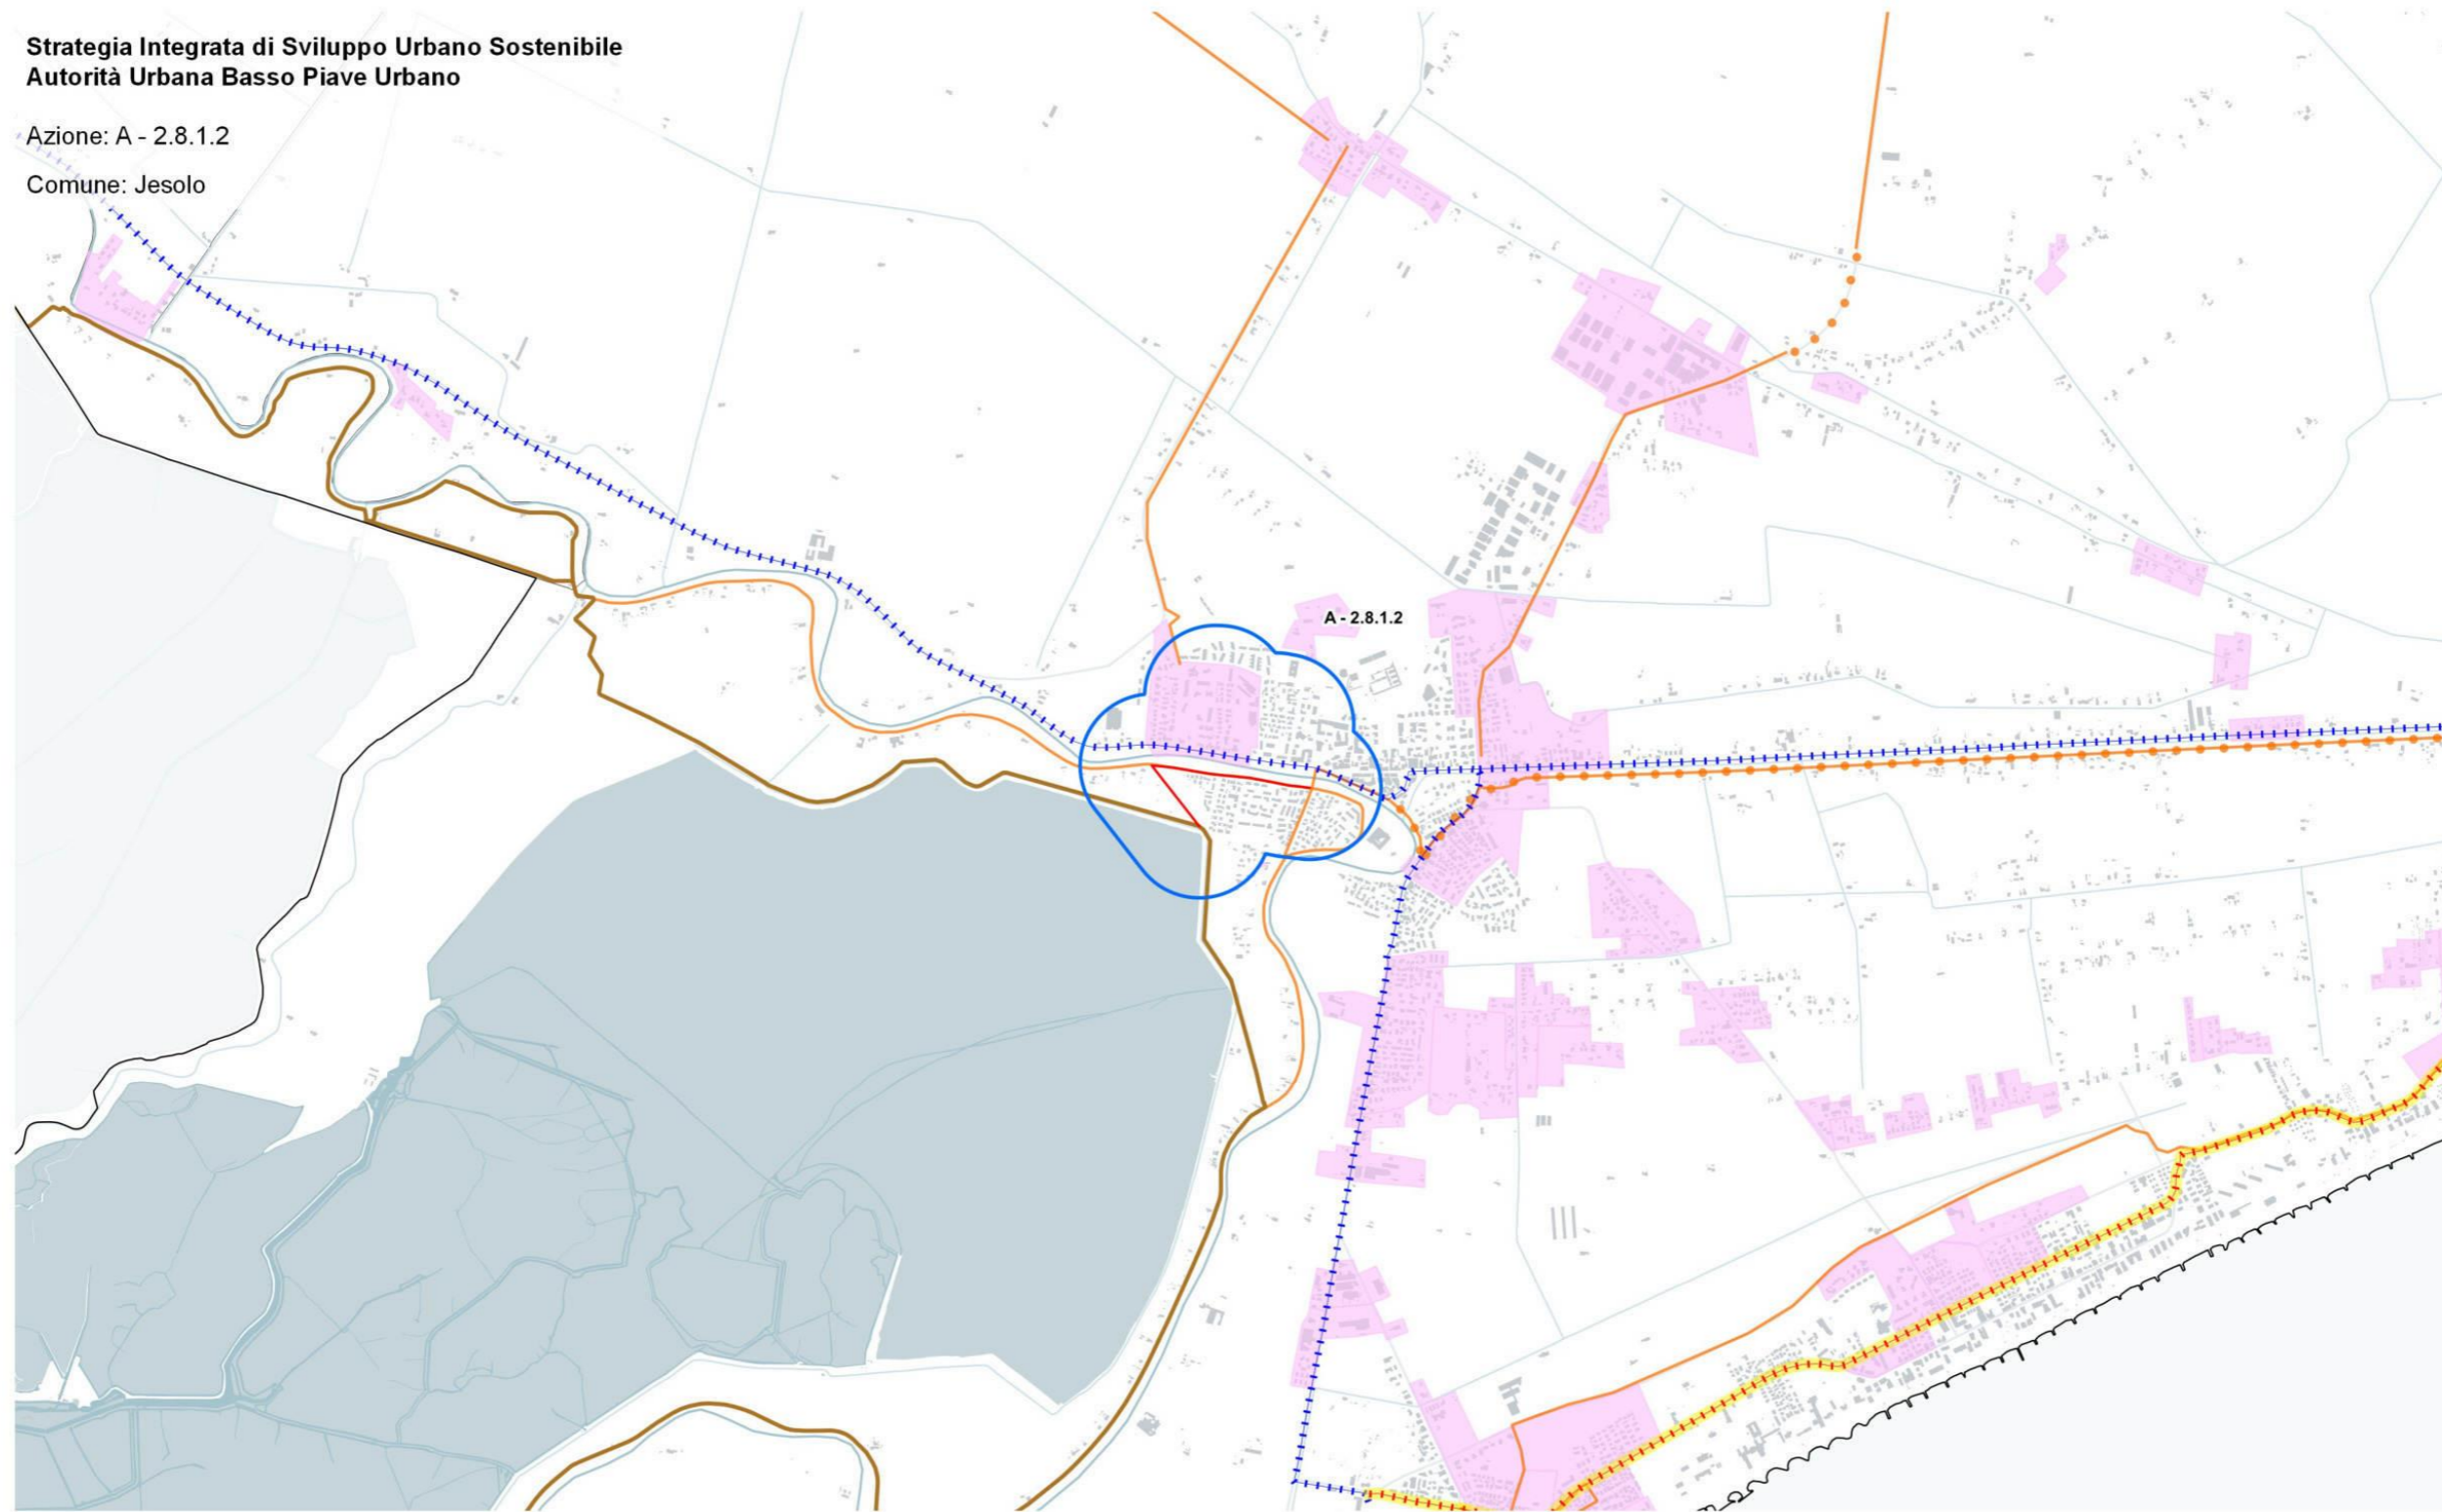 Strategia Integrata di Sviluppo Urbano Sostenibile
Autorità Urbana Basso Piave Urbano
Azione: A - 2.8.1.2
Comune: Jesolo
A - 2.8.1.2